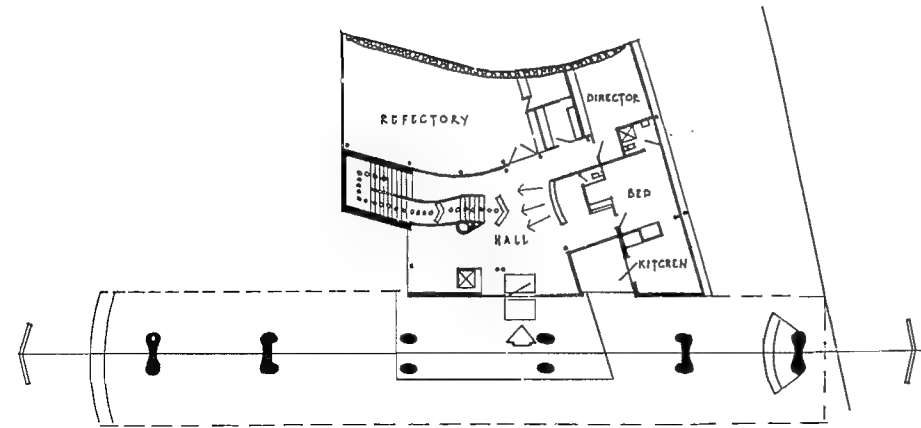 REFECTORY
DIRECTOR
BED
HALL
KITCHEN